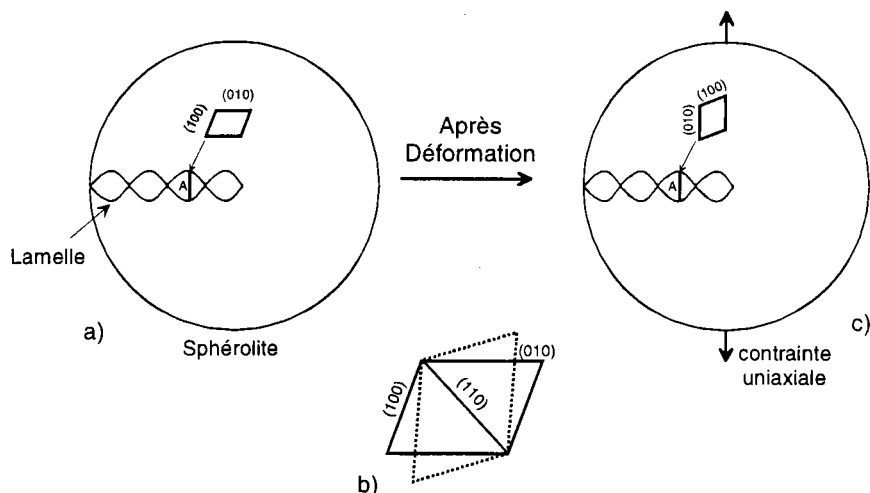 (010)
(100)
A
Lamelle
a)
Sphérolite
Après
Déformation
(100)
(010)
A
c)
contrainte
uniaxiale
(010)
(100)
(110)
b)